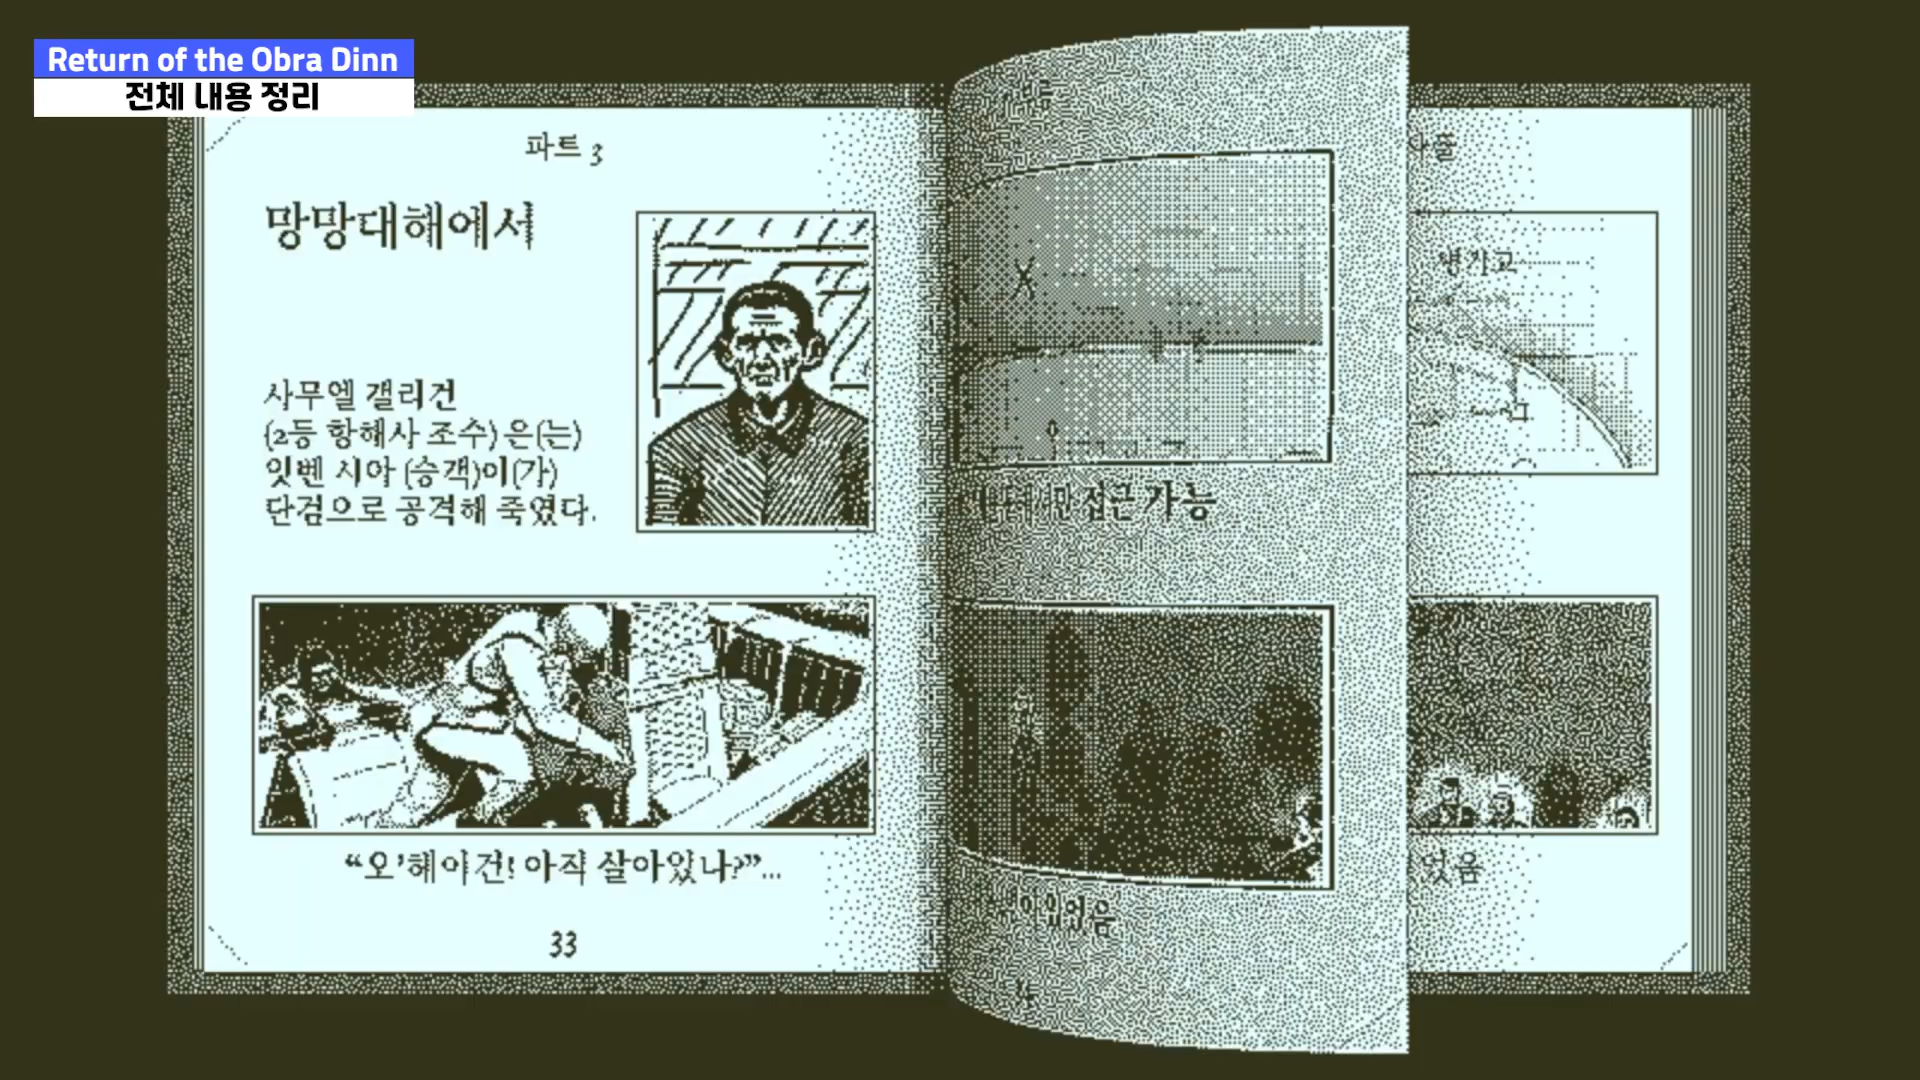 Return of the Obra Dinn
전체 내용 정리
파트 3
망망대해에서
사무엘 갤리건
(2등 항해사 조수) 은(는)
잇벤 시아 (승객)이(가)
단검으로 공격해 죽였다.
“오'헤이건! 아직 살아있나?”...
33
접근 가능
병기고